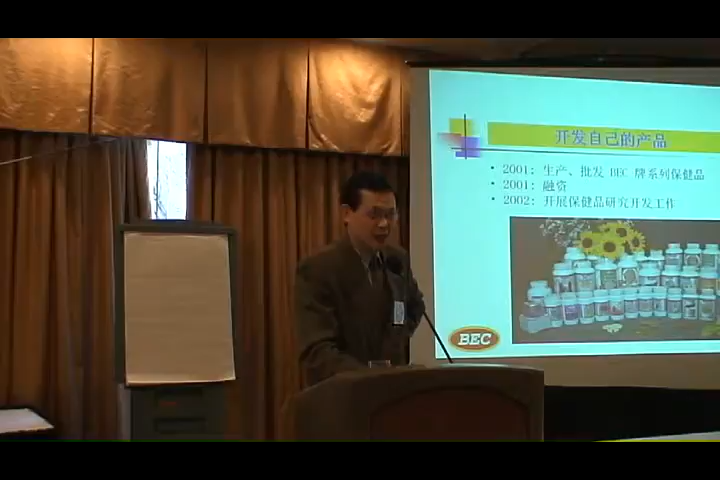 开发自己的产品
• 2001: 生产、批发 BEC 牌系列保健品
• 2001: 融资
• 2002: 开展保健品研究开发工作
BEC